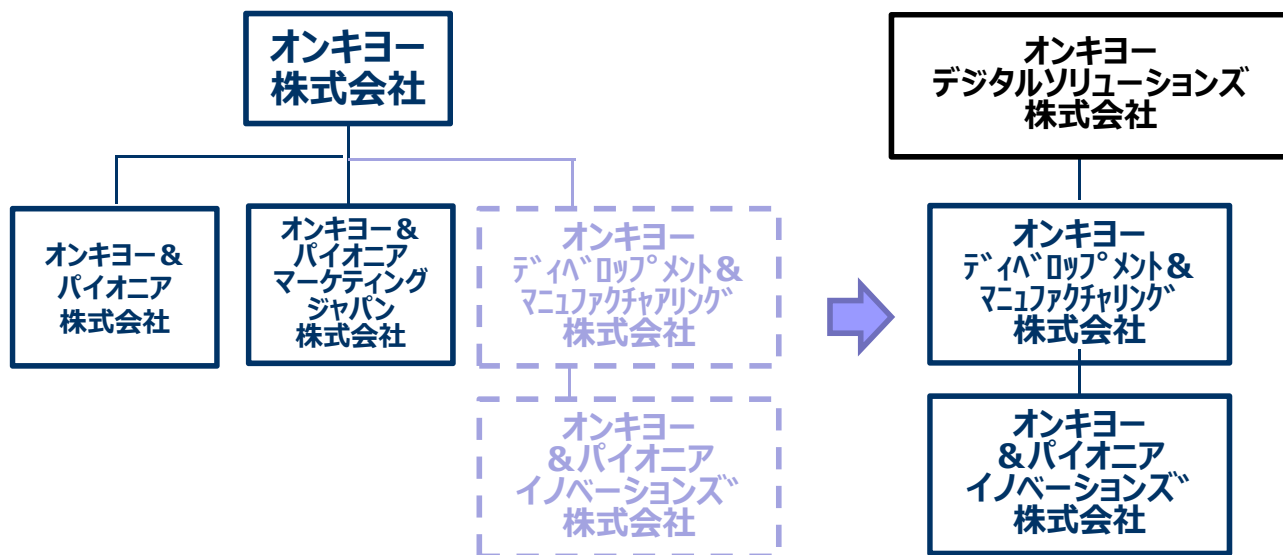 オンキヨー
株式会社
オンキヨー
デジタルソリューションズ
株式会社
オンキヨー＆
パイオニア
株式会社
オンキヨー＆
パイオニア
マーケティング
ジャパン
株式会社
オンキヨー
ﾃﾞｨﾍﾞﾛｯﾌﾟﾒﾝﾄ＆
ﾏﾆｭﾌｧｸﾁｬｱﾘﾝｸﾞ
株式会社
オンキヨー
ﾃﾞｨﾍﾞﾛｯﾌﾟﾒﾝﾄ＆
ﾏﾆｭﾌｧｸﾁｬﾘﾝｸﾞ
株式会社
オンキヨー
＆パイオニア
イノベーションズﾞ
株式会社
オンキヨー
＆パイオニア
イノベーションズﾞ
株式会社